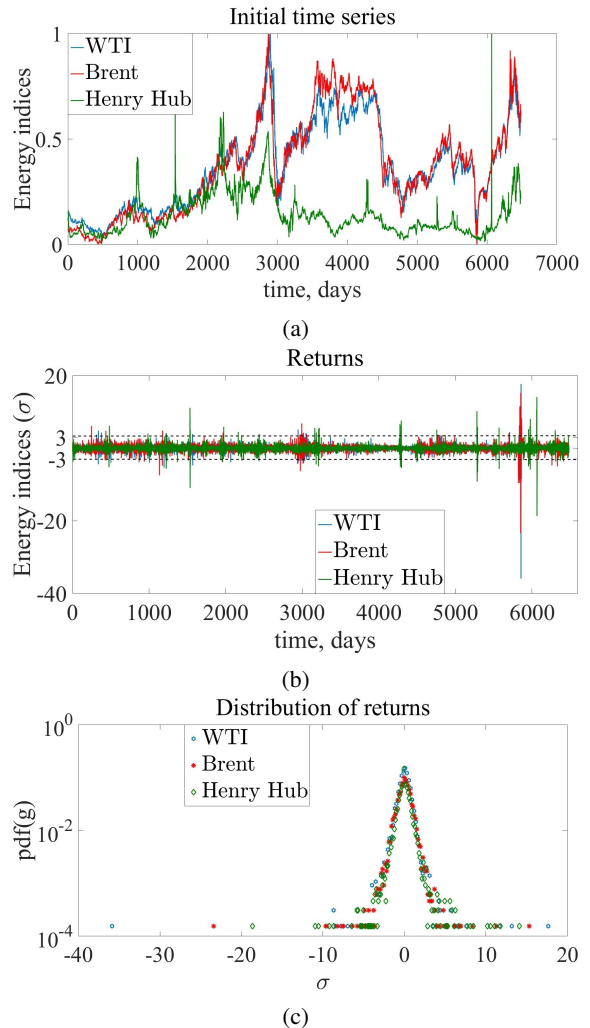 Initial time series
1
0.5
0
Energy indices
WTI
Brent
Henry Hub
0 1000 2000 3000 4000 5000 6000 7000
time, days
(a)
Returns
20
3
-3
-20
-40
Energy indices (σ)
WTI
Brent
Henry Hub
0 1000 2000 3000 4000 5000 6000
time, days
(b)
Distribution of returns
10^0
10^-2
10^-4
pdf(g)
WTI
Brent
Henry Hub
-40 -30 -20 -10 0 10 20
σ
(c)